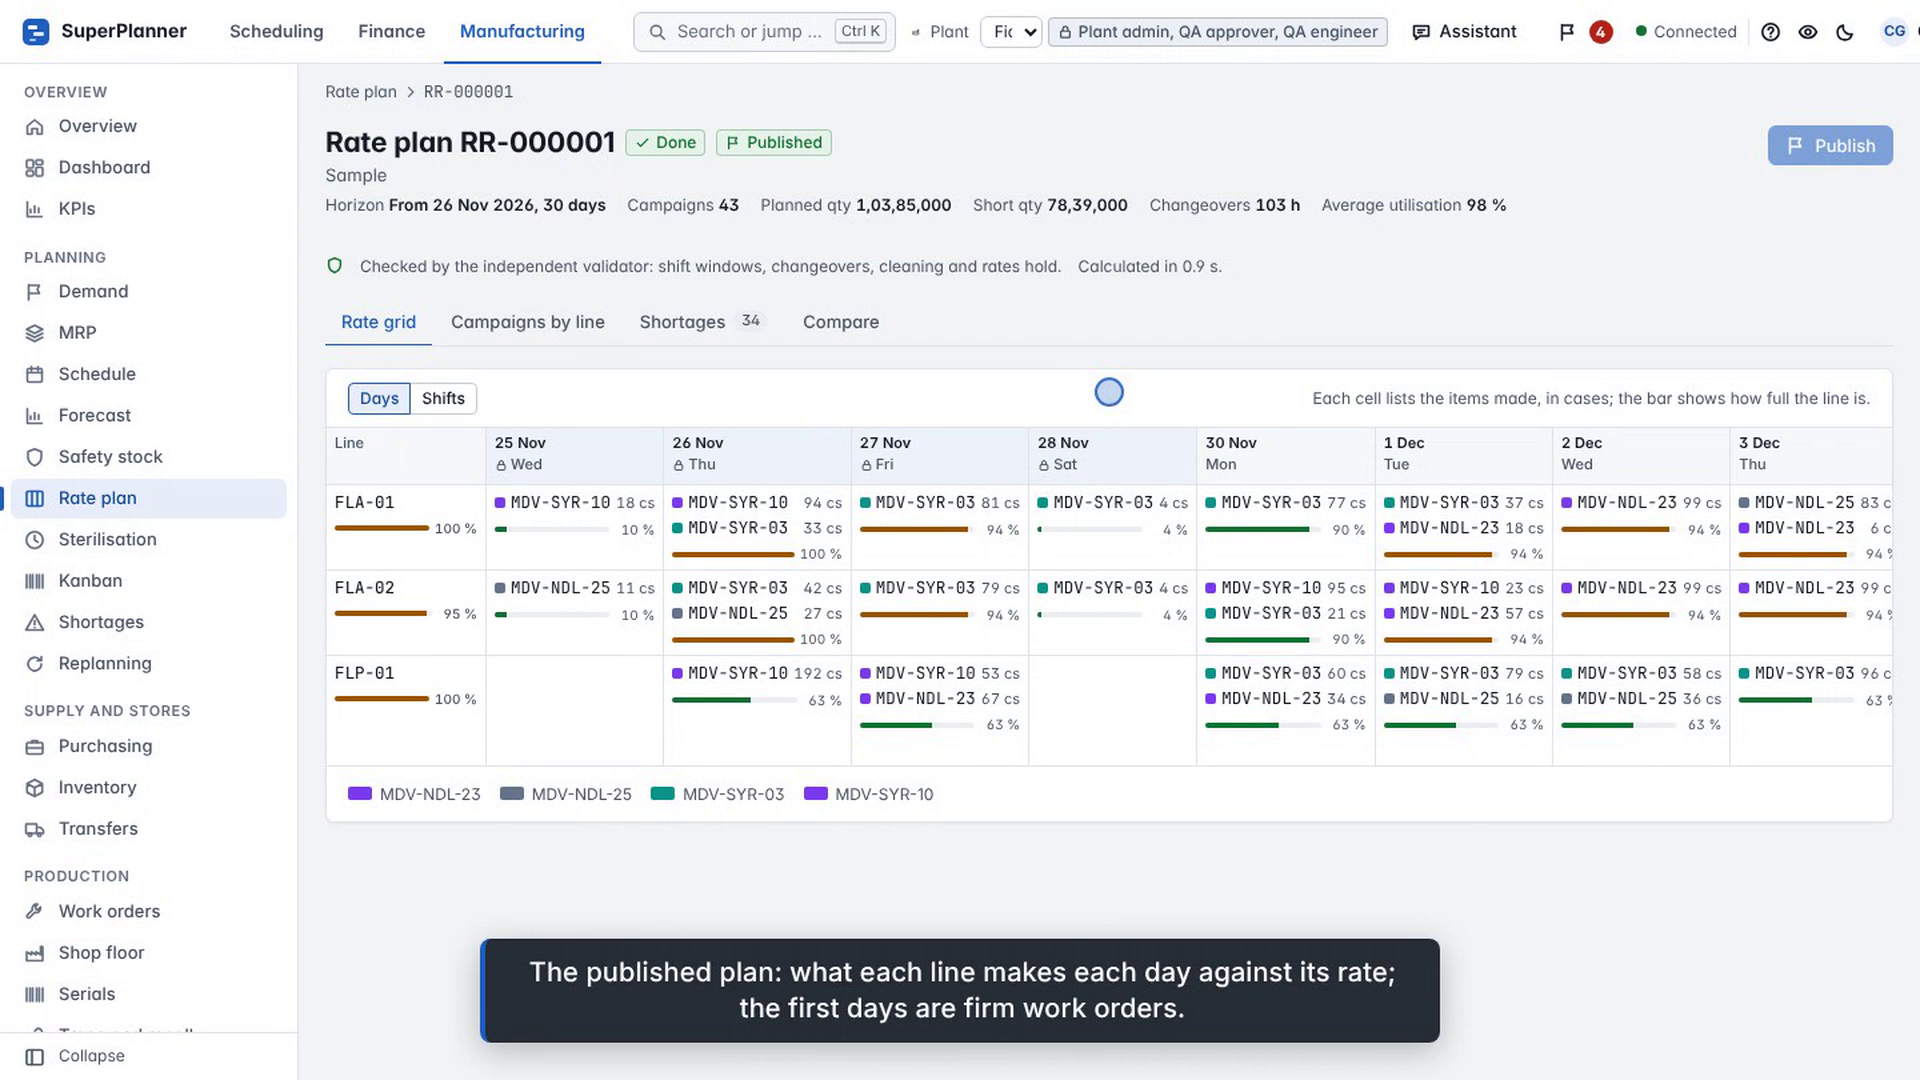 SuperPlanner Scheduling Finance Manufacturing Search or jump ... Ctrl K Plant Plant admin, QA approver, QA engineer Assistant 4 Connected CG
OVERVIEW
Overview
Dashboard
KPIs
PLANNING
Demand
MRP
Schedule
Forecast
Safety stock
Rate plan
Sterilisation
Kanban
Shortages
Replanning
SUPPLY AND STORES
Purchasing
Inventory
Transfers
PRODUCTION
Work orders
Shop floor
Serials
Collapse
Rate plan > RR-000001
Rate plan RR-000001 Done Published Publish
Sample
Horizon From 26 Nov 2026, 30 days Campaigns 43 Planned qty 1,03,85,000 Short qty 78,39,000 Changeovers 103 h Average utilisation 98 %
Checked by the independent validator: shift windows, changeovers, cleaning and rates hold. Calculated in 0.9 s.
Rate grid Campaigns by line Shortages 34 Compare
Days Shifts Each cell lists the items made, in cases; the bar shows how full the line is.
Line 25 Nov 26 Nov 27 Nov 28 Nov 30 Nov 1 Dec 2 Dec 3 Dec
Wed Thu Fri Sat Mon Tue Wed Thu
FLA-01 MDV-SYR-10 18 cs MDV-SYR-10 94 cs MDV-SYR-03 81 cs MDV-SYR-03 4 cs MDV-SYR-03 77 cs MDV-SYR-03 37 cs MDV-NDL-23 99 cs MDV-NDL-25 83 c
100 % 10 % MDV-SYR-03 33 cs 94 % 4 % 90 % MDV-NDL-23 18 cs 94 % MDV-NDL-23 6 c
100 % 94 % 94 %
FLA-02 MDV-NDL-25 11 cs MDV-SYR-03 42 cs MDV-SYR-03 79 cs MDV-SYR-03 4 cs MDV-SYR-10 95 cs MDV-SYR-10 23 cs MDV-NDL-23 99 cs MDV-NDL-23 99 c
95 % 10 % MDV-NDL-25 27 cs 94 % 4 % MDV-SYR-03 21 cs MDV-NDL-23 57 cs 94 % 94 %
100 % 90 % 94 %
FLP-01 MDV-SYR-10 192 cs MDV-SYR-10 53 cs MDV-SYR-03 60 cs MDV-SYR-03 79 cs MDV-SYR-03 58 cs MDV-SYR-03 96 c
100 % 63 % MDV-NDL-23 67 cs MDV-NDL-23 34 cs MDV-NDL-25 16 cs MDV-NDL-25 36 cs 63 %
63 % 63 % 63 % 63 %
MDV-NDL-23 MDV-NDL-25 MDV-SYR-03 MDV-SYR-10
The published plan: what each line makes each day against its rate;
the first days are firm work orders.